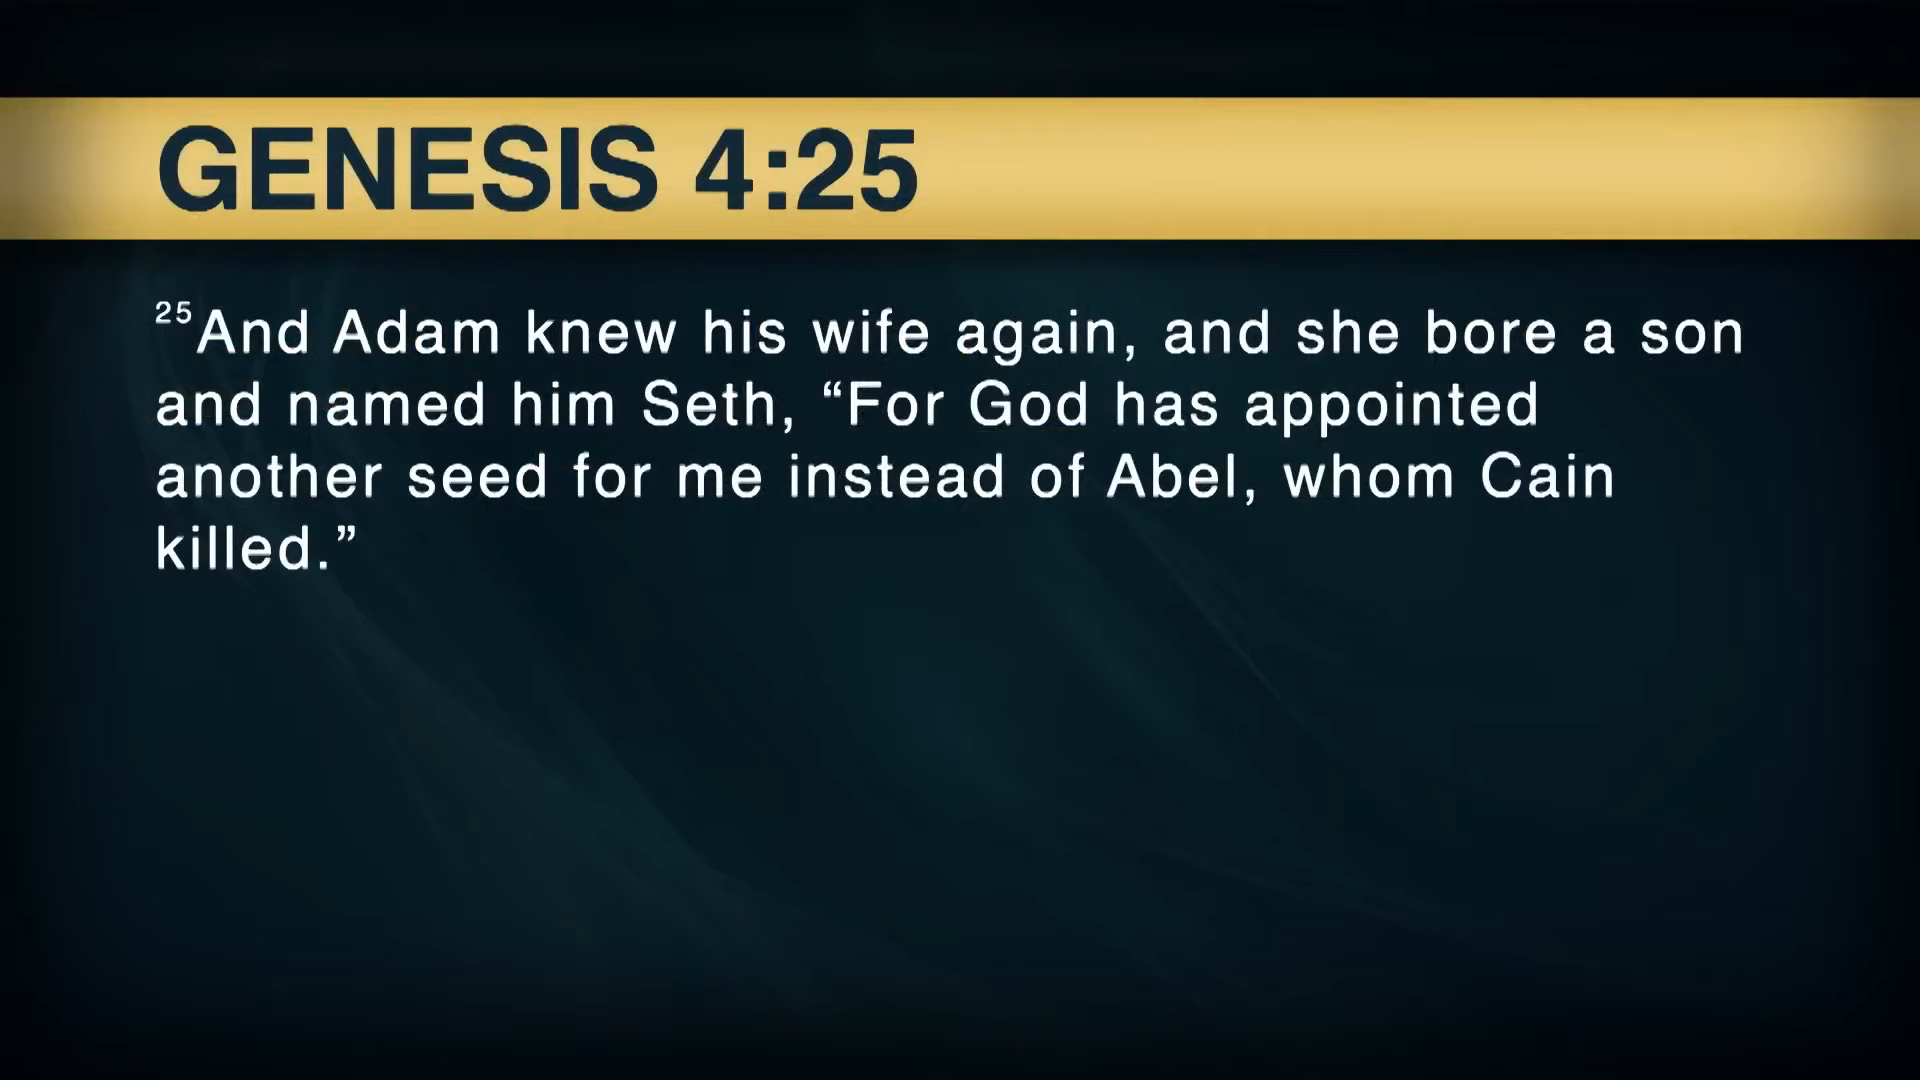 GENESIS 4:25
25And Adam knew his wife again, and she bore a son
and named him Seth, “For God has appointed
another seed for me instead of Abel, whom Cain
killed.”